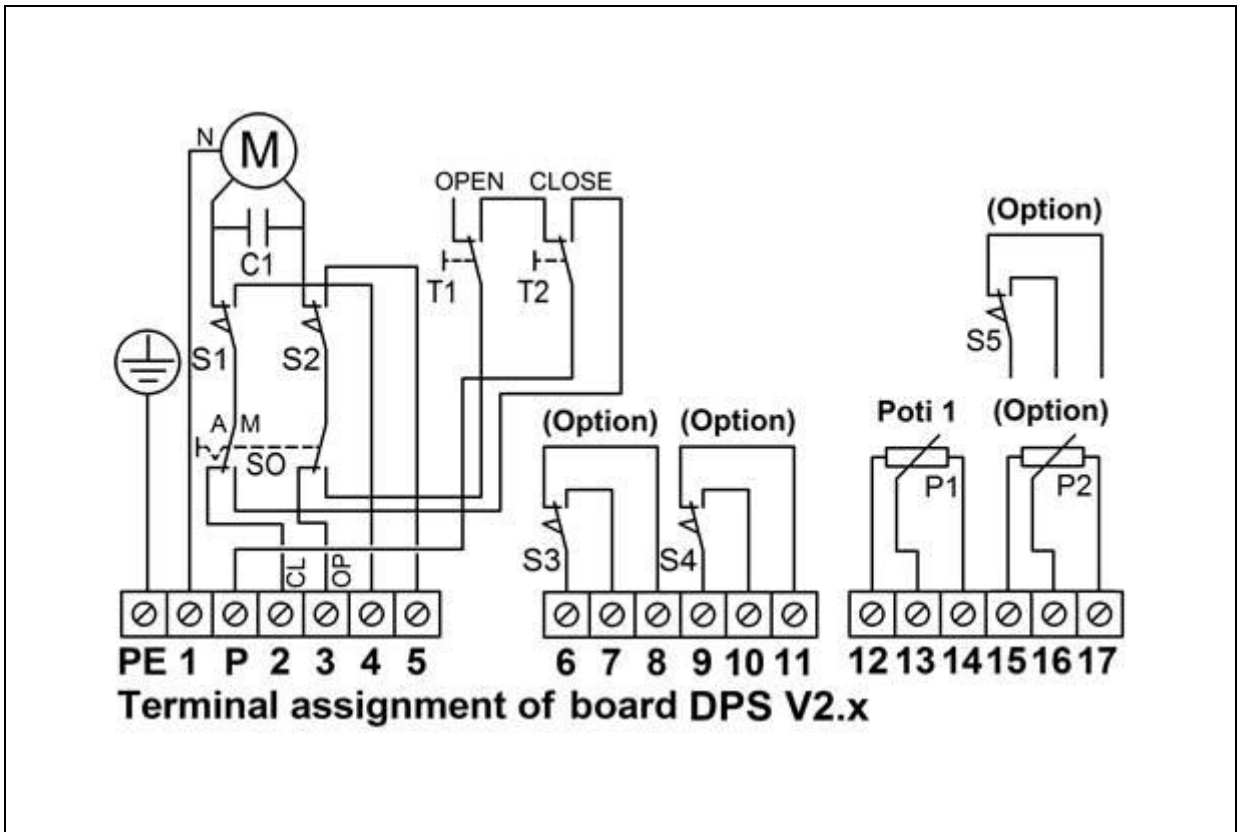 N
M
OPEN CLOSE
(Option)
C1
T1 T2
S1 S2
S5
A M
SO
(Option) (Option)
Poti 1 (Option)
P1 P2
S3 S4
CL OP
PE 1 P 2 3 4 5 6 7 8 9 10 11 12 13 14 15 16 17
Terminal assignment of board DPS V2.x